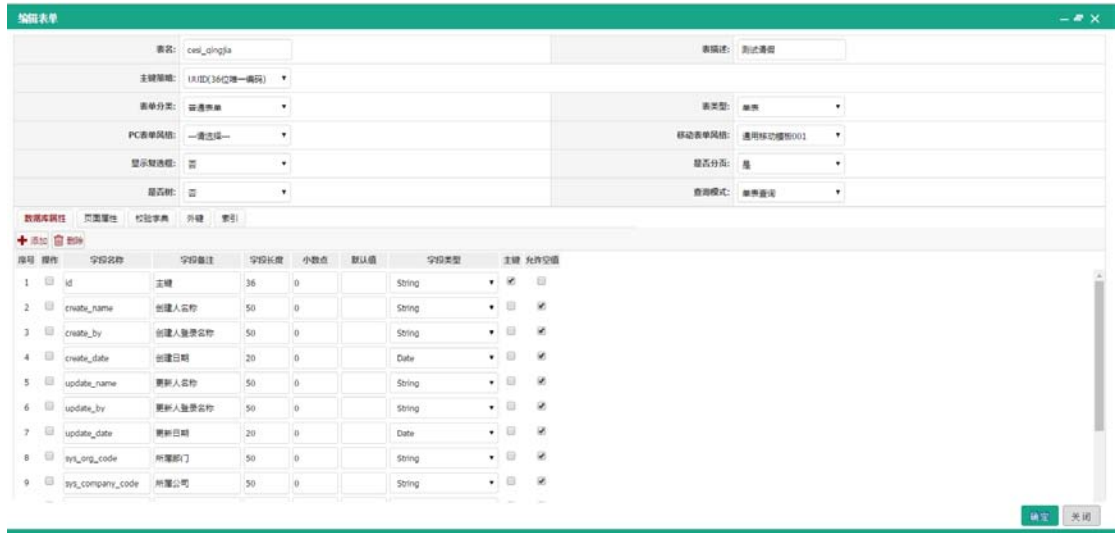 编辑表单
表名: cesi_qingjia 表描述: 测试请假
主键策略: UUID(36位唯一编码)
表单分类: 普通表单 表类型: 单表
PC表单风格: ---请选择--- 移动表单风格: 通用移动模板001
显示复选框: 否 是否分页: 是
是否树: 否 查询模式: 单表查询
数据库属性 页面属性 校验字典 外键 索引
添加 删除
序号 操作 字段名称 字段备注 字段长度 小数点 默认值 字段类型 主键 允许空值
1 id 主键 36 0 String
2 create_name 创建人名称 50 0 String
3 create_by 创建人登录名称 50 0 String
4 create_date 创建日期 20 0 Date
5 update_name 更新人名称 50 0 String
6 update_by 更新人登录名称 50 0 String
7 update_date 更新日期 20 0 Date
8 sys_org_code 所属部门 50 0 String
9 sys_company_code 所属公司 50 0 String
确定 关闭